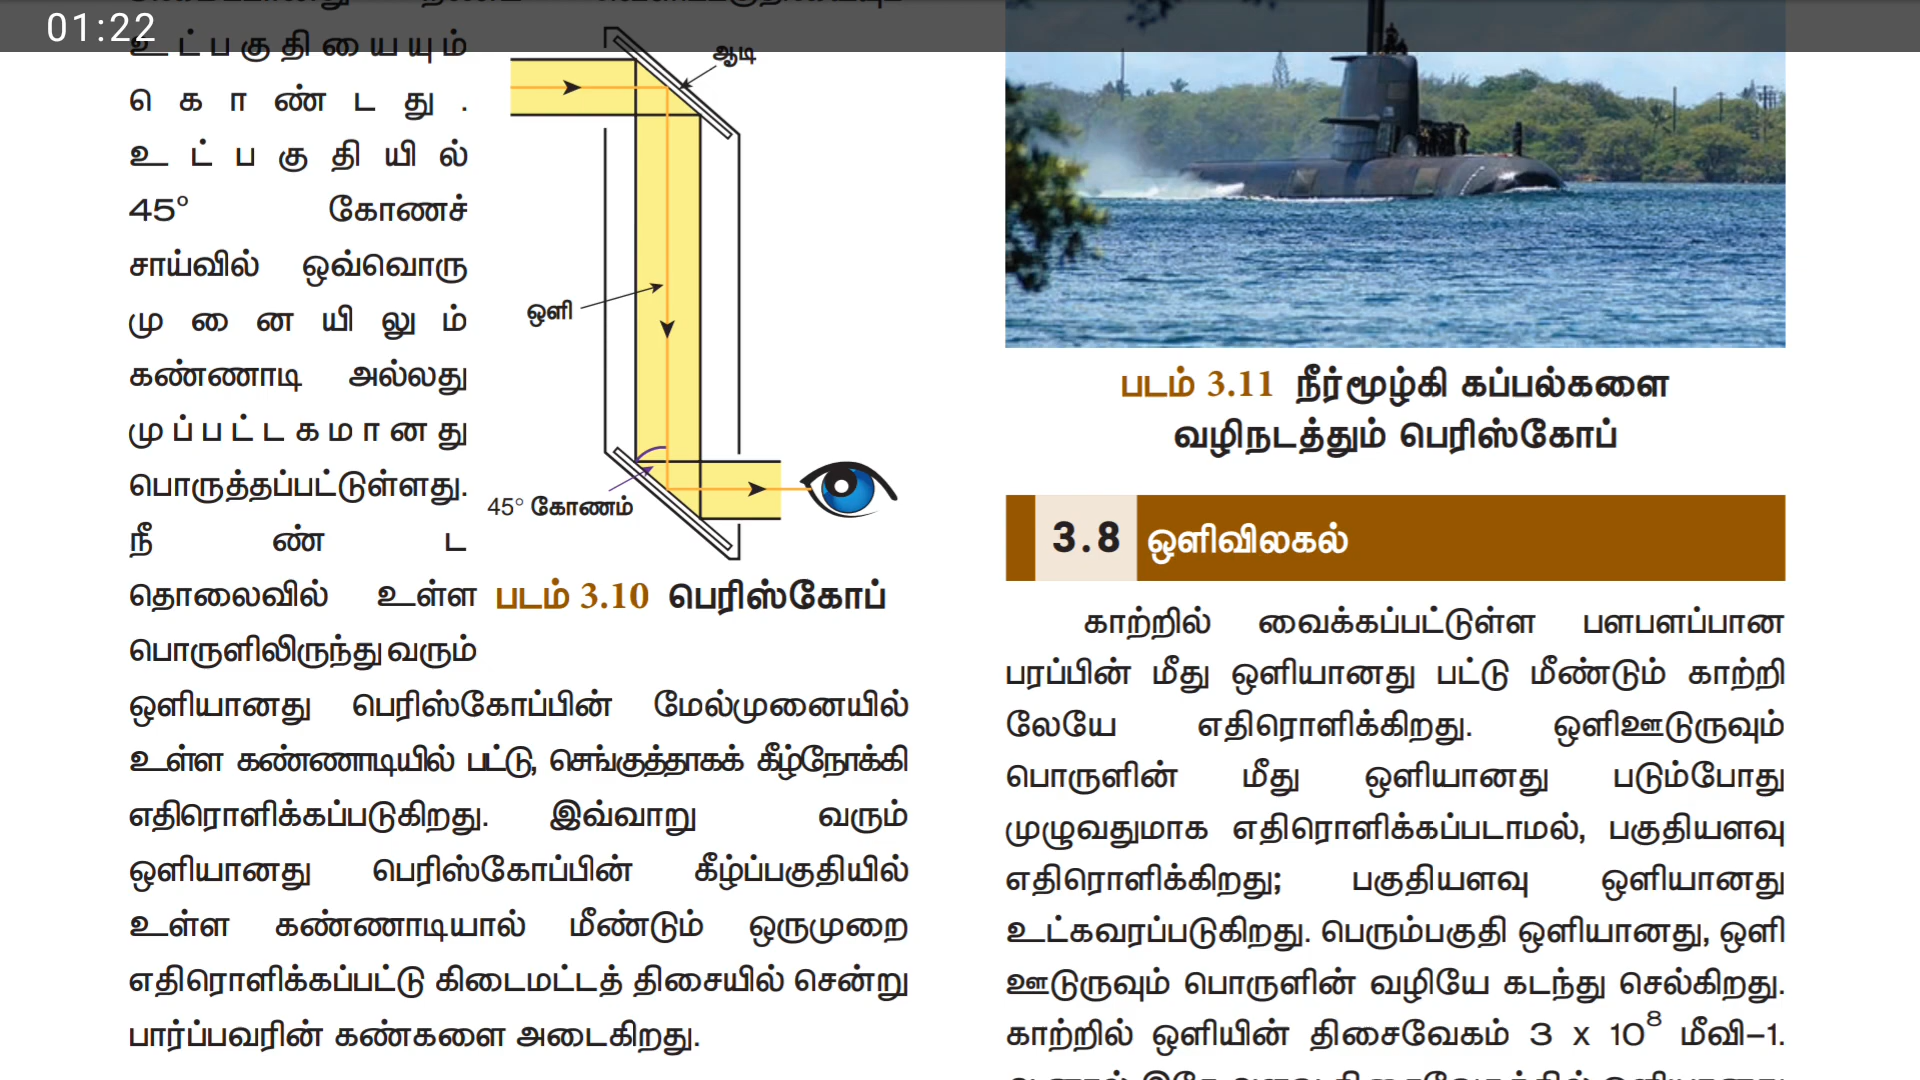 01:22
உட்பகுதியையும்
கொண்டது.
உட்பகுதியில்
45° கோணச்
சாய்வில் ஒவ்வொரு
முனையிலும்
கண்ணாடி அல்லது
முப்பட்டகமானது
பொருத்தப்பட்டுள்ளது.
நீண்ட
தொலைவில் உள்ள
பொருளிலிருந்து வரும்
ஒளியானது பெரிஸ்கோப்பின் மேல்முனையில்
உள்ள கண்ணாடியில் பட்டு, செங்குத்தாகக் கீழ்நோக்கி
எதிரொளிக்கப்படுகிறது. இவ்வாறு வரும்
ஒளியானது பெரிஸ்கோப்பின் கீழ்ப்பகுதியில்
உள்ள கண்ணாடியால் மீண்டும் ஒருமுறை
எதிரொளிக்கப்பட்டு கிடைமட்டத் திசையில் சென்று
பார்ப்பவரின் கண்களை அடைகிறது.
ஆடி
ஒளி
45° கோணம்
படம் 3.10 பெரிஸ்கோப்
படம் 3.11 நீர்மூழ்கி கப்பல்களை
வழிநடத்தும் பெரிஸ்கோப்
3.8 ஒளிவிலகல்
காற்றில் வைக்கப்பட்டுள்ள பளபளப்பான
பரப்பின் மீது ஒளியானது பட்டு மீண்டும் காற்றி
லேயே எதிரொளிக்கிறது. ஒளிஊடுருவும்
பொருளின் மீது ஒளியானது படும்போது
முழுவதுமாக எதிரொளிக்கப்படாமல், பகுதியளவு
எதிரொளிக்கிறது; பகுதியளவு ஒளியானது
உட்கவரப்படுகிறது. பெரும்பகுதி ஒளியானது, ஒளி
ஊடுருவும் பொருளின் வழியே கடந்து செல்கிறது.
காற்றில் ஒளியின் திசைவேகம் 3 x 10⁸ மீவி–1.